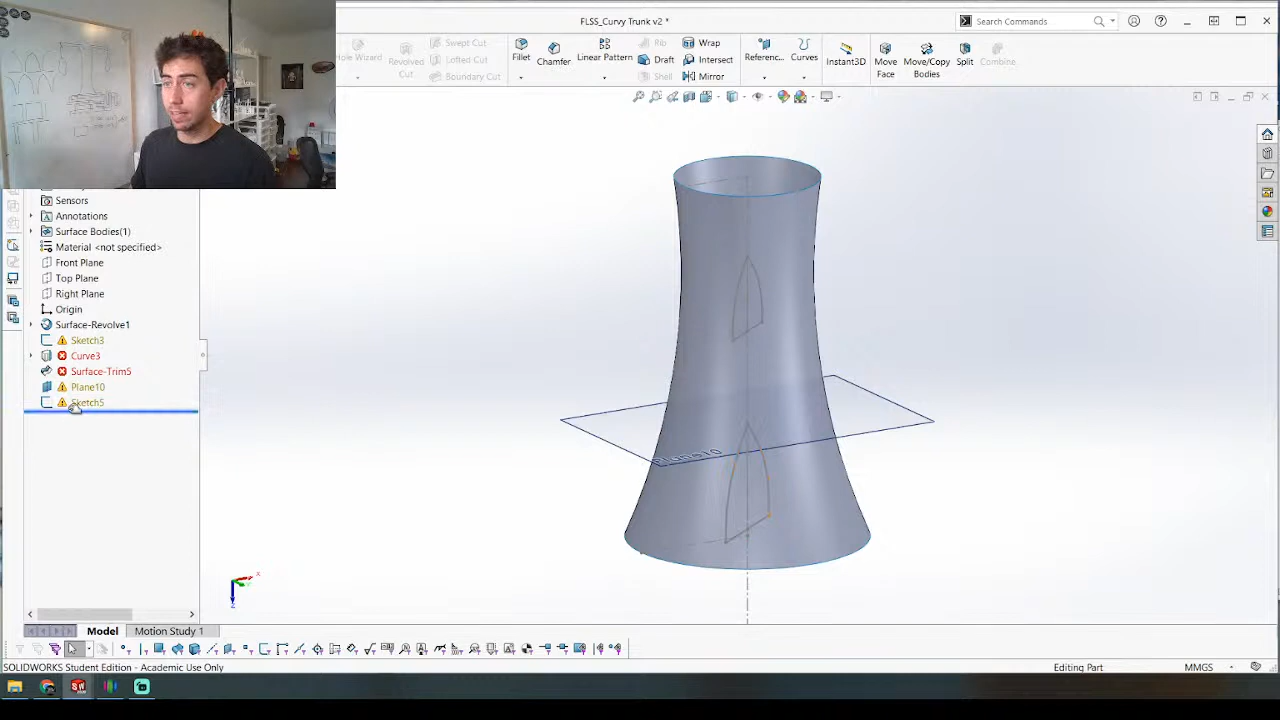 FLSS_Curvy Trunk v2 *
Search Commands
Hole Wizard
Revolved Cut
Swept Cut
Lofted Cut
Boundary Cut
Fillet
Chamfer
Linear Pattern
Rib
Draft
Shell
Wrap
Intersect
Mirror
Referenc...
Curves
Instant3D
Move Face
Move/Copy Bodies
Split
Combine
Sensors
Annotations
Surface Bodies(1)
Material <not specified>
Front Plane
Top Plane
Right Plane
Origin
Surface-Revolve1
Sketch3
Curve3
Surface-Trim5
Plane10
Sketch5
Plane10
Model
Motion Study 1
SOLIDWORKS Student Edition - Academic Use Only
Editing Part
MMGS